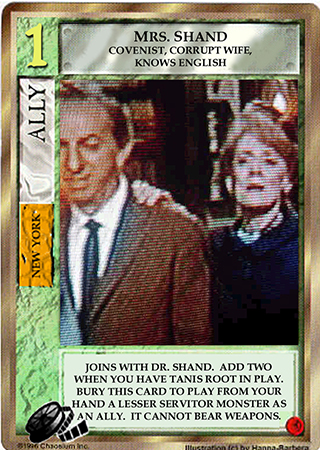 1
MRS. SHAND
COVENIST, CORRUPT WIFE,
KNOWS ENGLISH
ALLY
NEW YORK
JOINS WITH DR. SHAND. ADD TWO
WHEN YOU HAVE TANIS ROOT IN PLAY.
BURY THIS CARD TO PLAY FROM YOUR
HAND A LESSER SERVITOR MONSTER AS
AN ALLY. IT CANNOT BEAR WEAPONS.
©1996 Chaosium Inc.
Illustration (c) by Hanna-Barbera